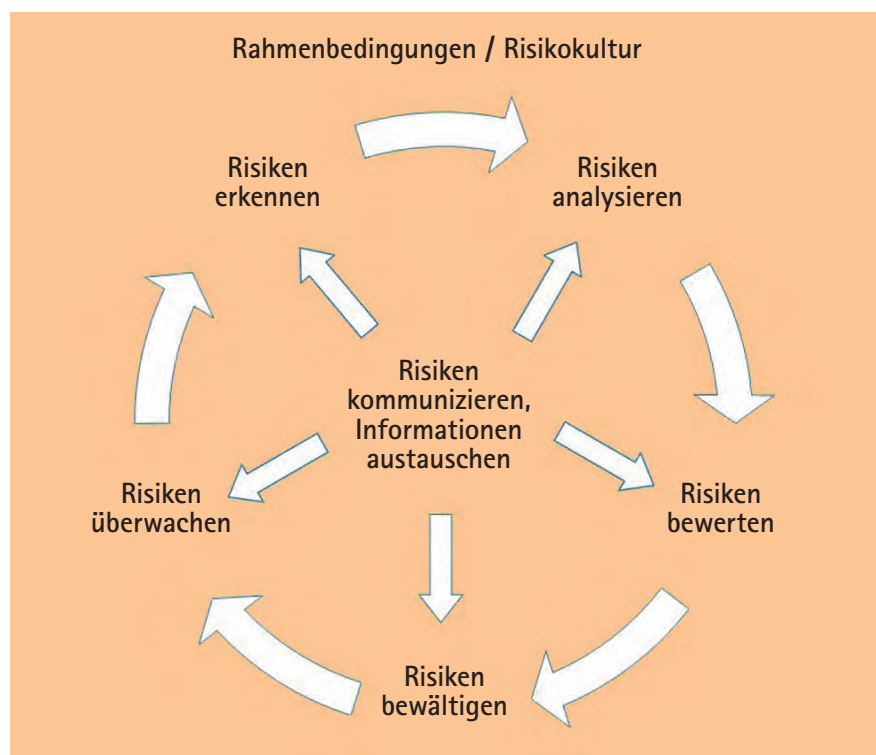 Rahmenbedingungen / Risikokultur
Risiken
erkennen
Risiken
analysieren
Risiken
kommunizieren,
Informationen
austauschen
Risiken
überwachen
Risiken
bewerten
Risiken
bewältigen